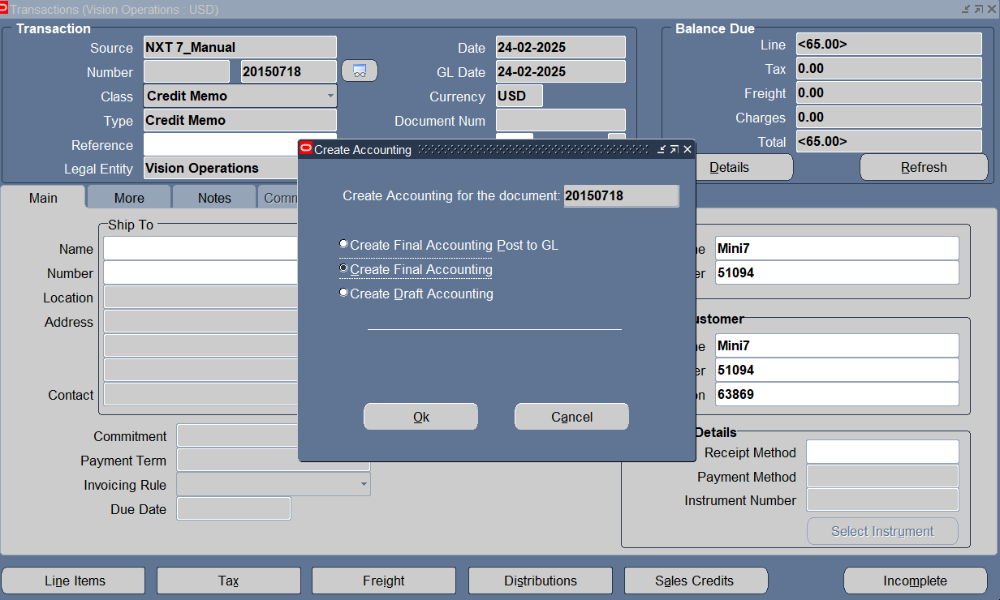 Transactions (Vision Operations : USD)
Transaction
Source NXT 7_Manual
Number 20150718
Class Credit Memo
Type Credit Memo
Reference
Legal Entity Vision Operations
Date 24-02-2025
GL Date 24-02-2025
Currency USD
Document Num
Balance Due
Line <65.00>
Tax 0.00
Freight 0.00
Charges 0.00
Total <65.00>
Details
Refresh
Main More Notes Comm
Create Accounting
Create Accounting for the document: 20150718
Create Final Accounting Post to GL
Create Final Accounting
Create Draft Accounting
Ok Cancel
Ship To
Name
Number
Location
Address
Contact
Commitment
Payment Term
Invoicing Rule
Due Date
e Mini7
er 51094
ustomer
e Mini7
er 51094
n 63869
Details
Receipt Method
Payment Method
Instrument Number
Select Instrument
Line Items Tax Freight Distributions Sales Credits Incomplete